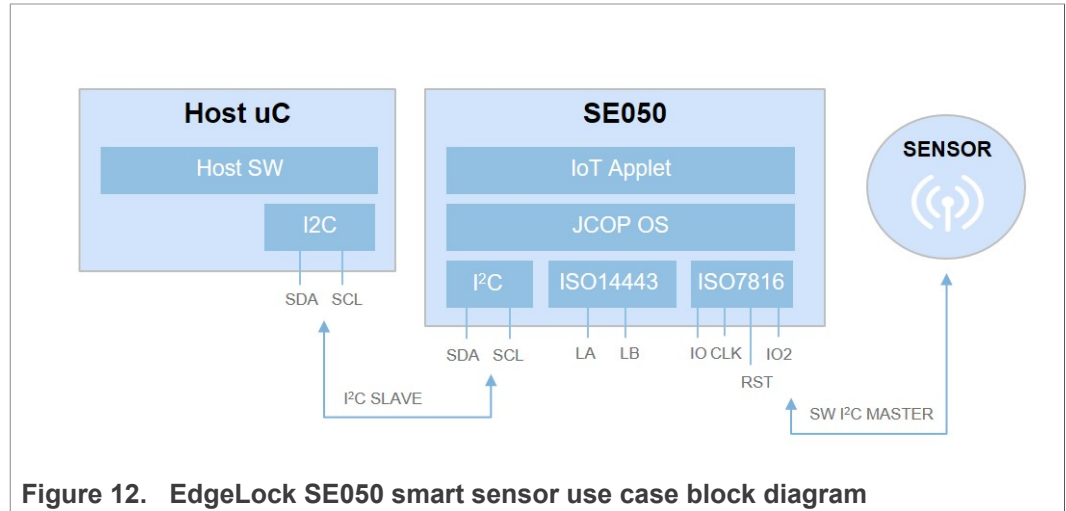 Host uC
Host SW
I2C
SDA SCL
SE050
IoT Applet
JCOP OS
I²C ISO14443 ISO7816
SDA SCL LA LB IO CLK IO2
RST
SENSOR
I²C SLAVE
SW I²C MASTER
Figure 12. EdgeLock SE050 smart sensor use case block diagram